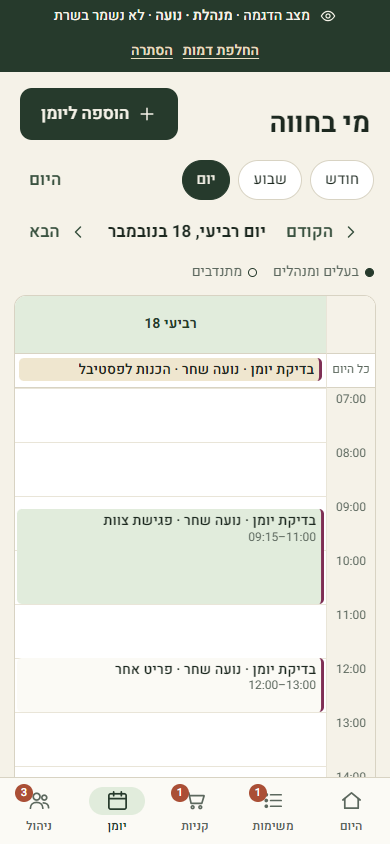 מצב הדגמה · מנהלת · נועה · לא נשמר בשרת
החלפת דמות הסתרה
מי בחווה
הוספה ליומן
חודש שבוע יום היום
הקודם יום רביעי, 18 בנובמבר הבא
בעלים ומנהלים מתנדבים
רביעי 18
כל היום
בדיקת יומן · נועה שחר · הכנות לפסטיבל
07:00
08:00
09:00
בדיקת יומן · נועה שחר · פגישת צוות
09:15–11:00
10:00
11:00
12:00
בדיקת יומן · נועה שחר · פריט אחר
12:00–13:00
13:00
14:00
היום
1 משימות
1 קניות
יומן
3 ניהול